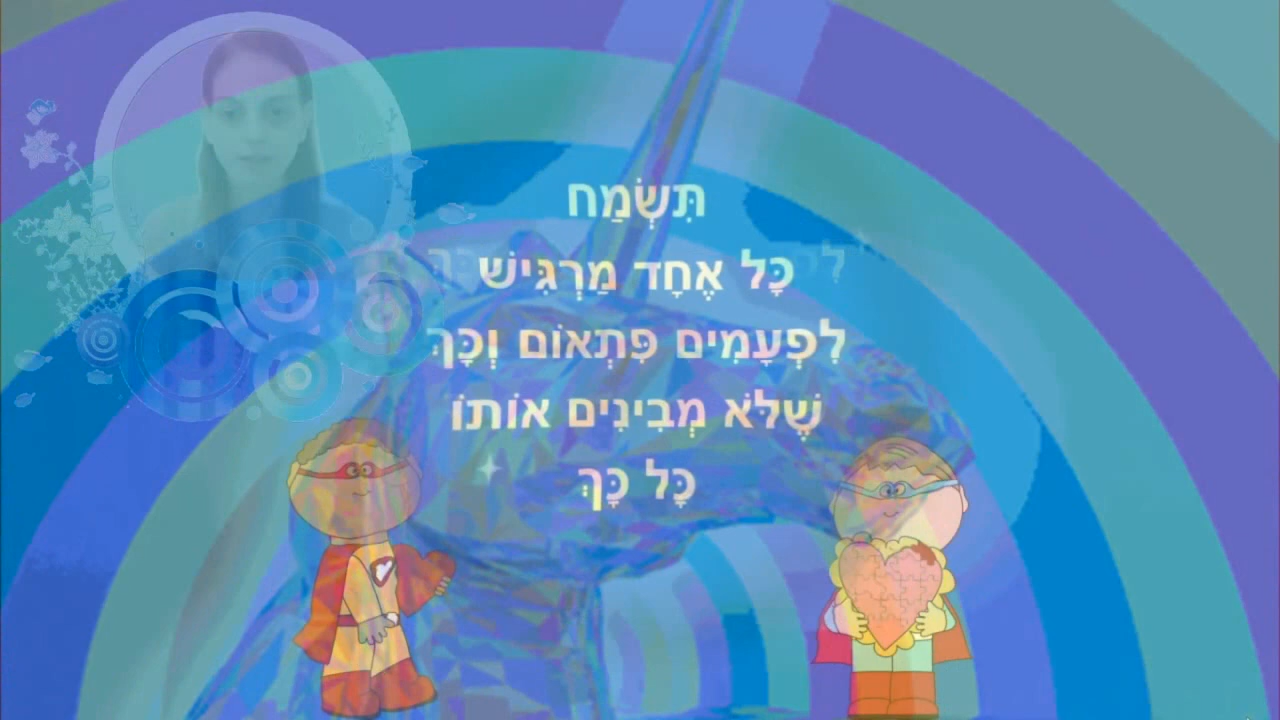 תִּשְׂמַח
כָּל אֶחָד מַרְגִּישׁ
לִפְעָמִים פִּתְאוֹם וְכָּךְ
שֶׁלֹּא מְבִינִים אוֹתוֹ
כָּל כָּךְ